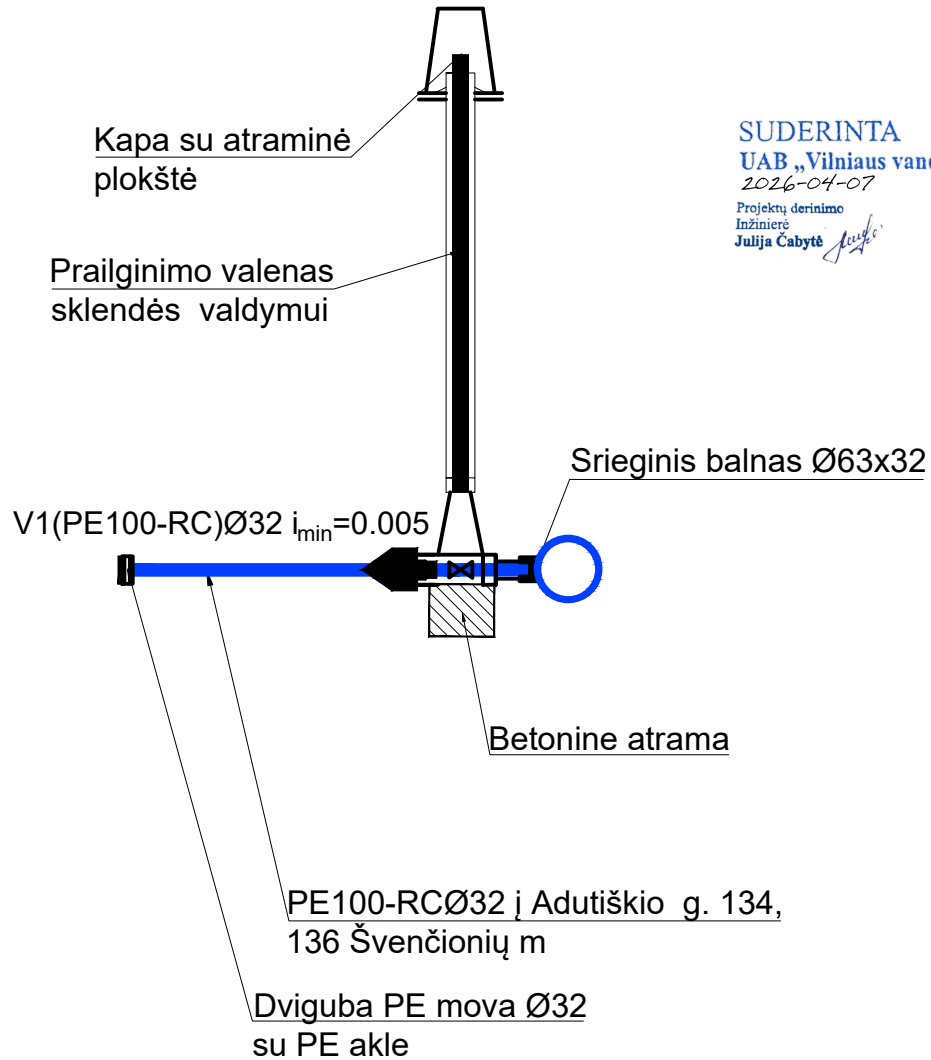 Kapa su atraminė
plokštė
SUDERINTA
UAB „Vilniaus
2026-04-07
Projektų derinimo
Inžinierė
Julija Čabytė
Prailginimo valenas
sklendės valdymui
Srieginis balnas Ø63x32
V1(PE100-RC)Ø32 imin=0.005
Betonine atrama
PE100-RCØ32 į Adutiškio g. 134,
136 Švenčionių m
Dviguba PE mova Ø32
su PE akle